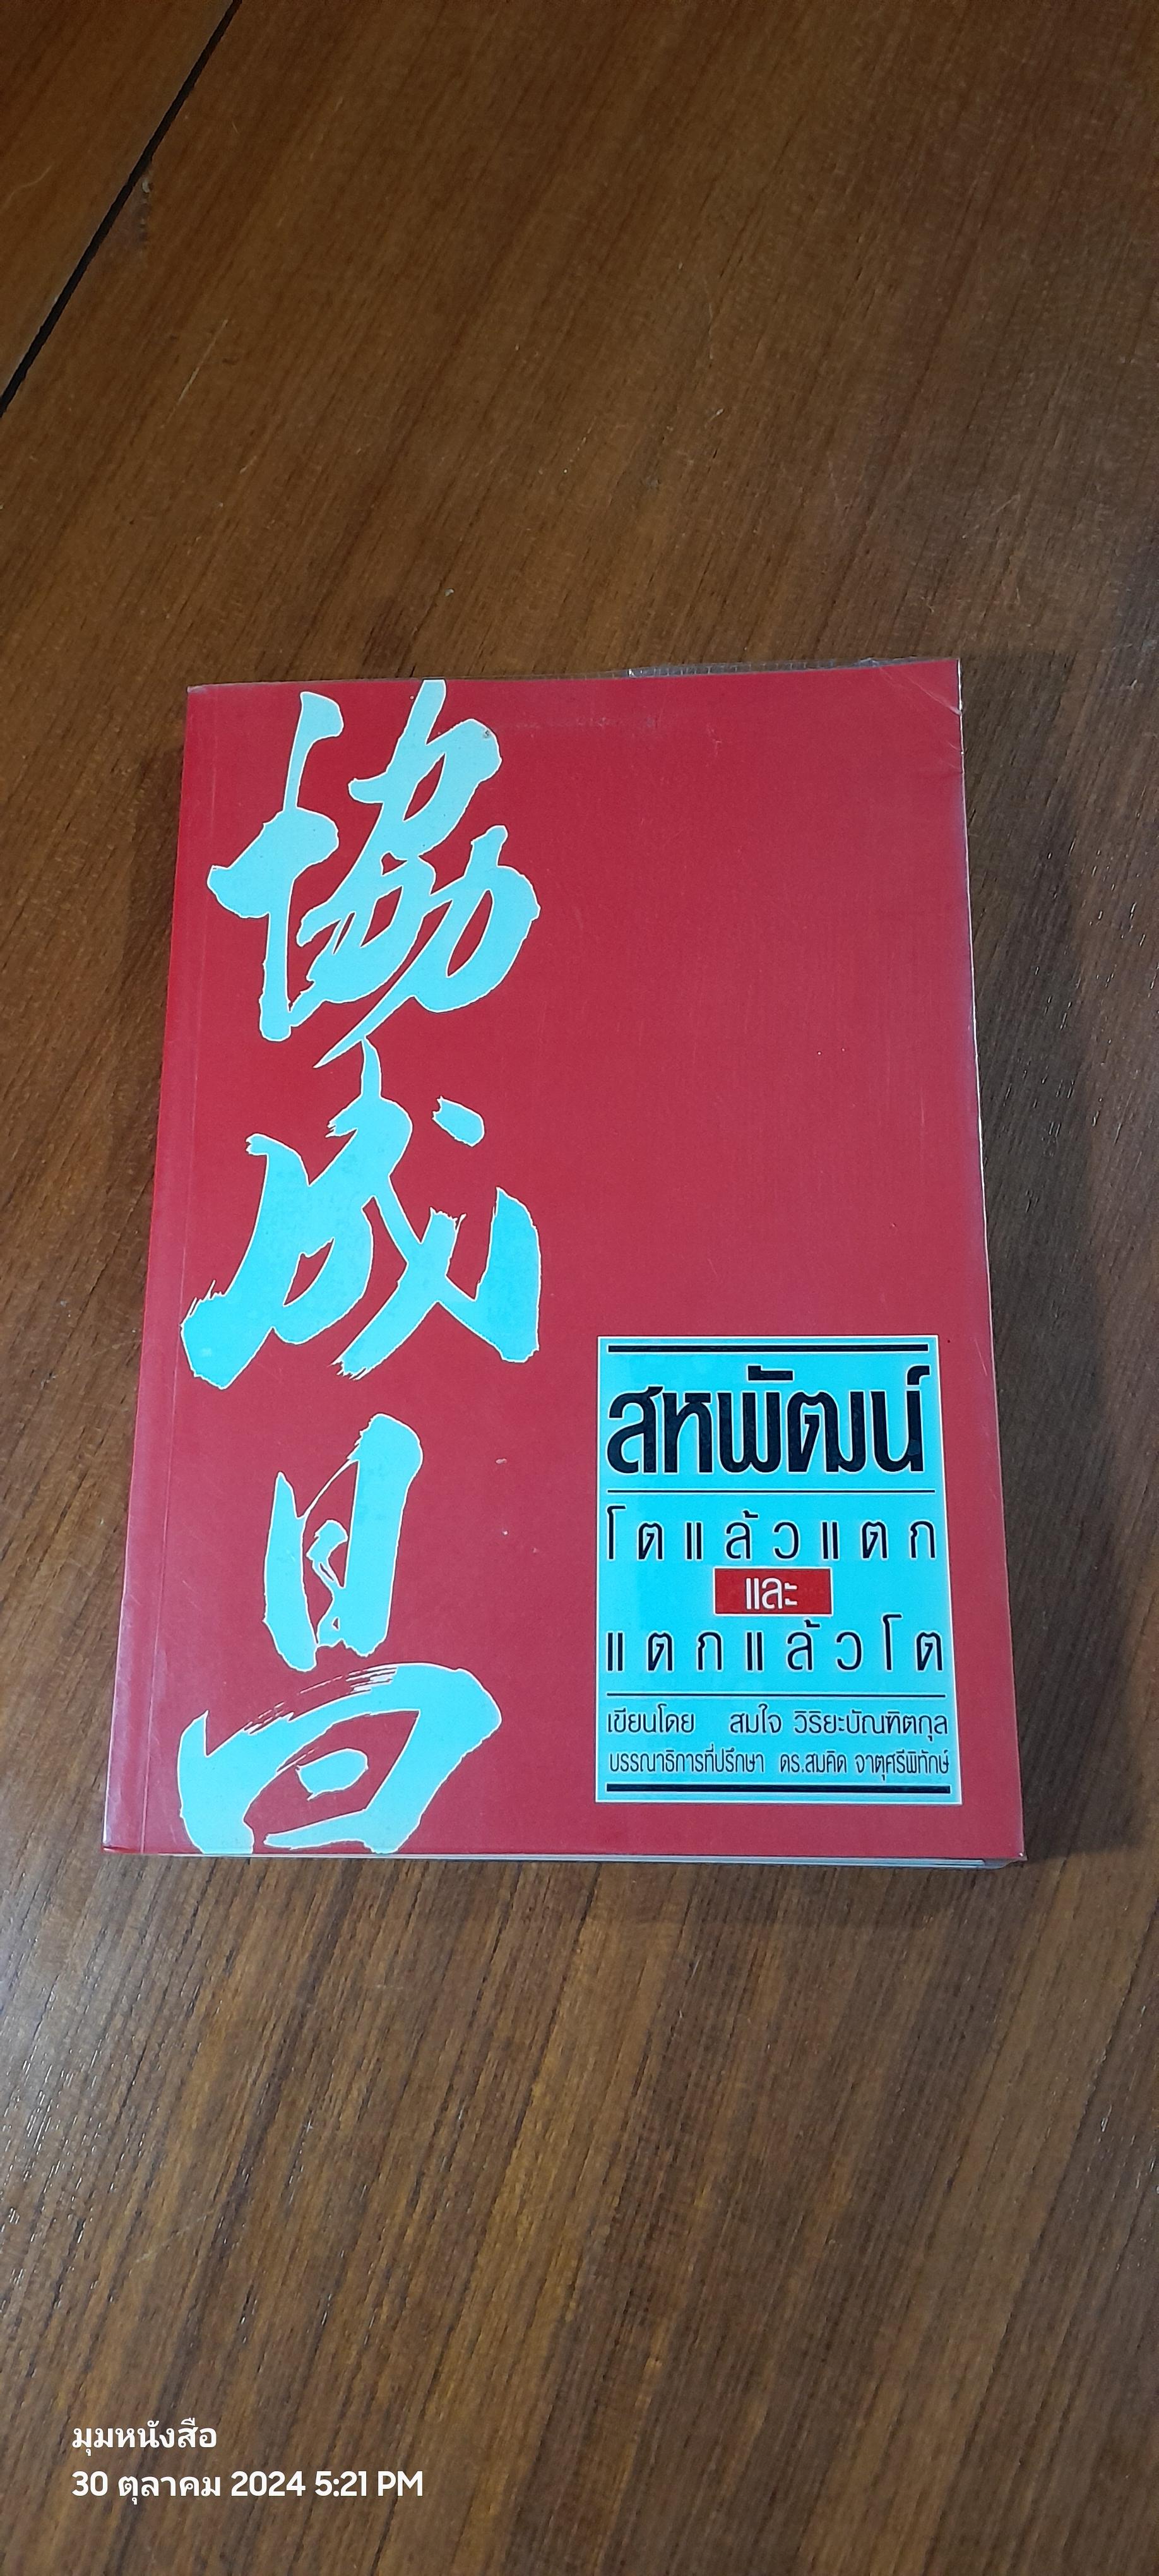 協成昌
สหพัฒน์
โตแล้วแตก
และ
แตกแล้วโต
เขียนโดย สมใจ วิริยะบัณฑิตกุล
บรรณาธิการที่ปรึกษา ดร.สมคิด จาตุศรีพิทักษ์
มุมหนังสือ
30 ตุลาคม 2024 5:21 PM